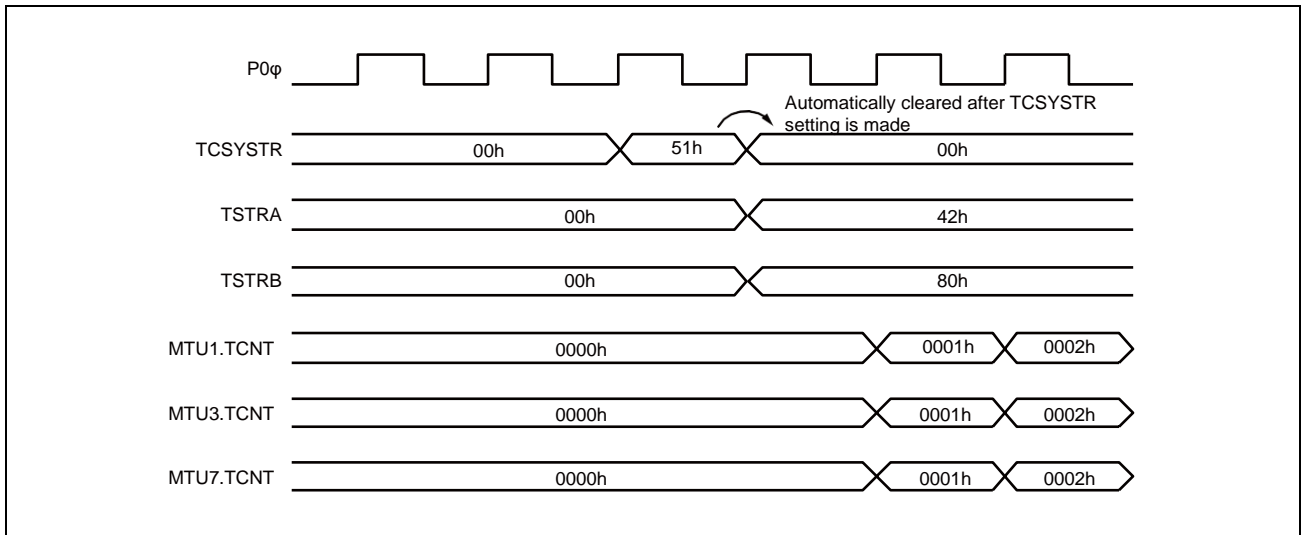 P0φ
Automatically cleared after TCSYSTR
setting is made
TCSYSTR 00h 51h 00h
TSTRA 00h 42h
TSTRB 00h 80h
MTU1.TCNT 0000h 0001h 0002h
MTU3.TCNT 0000h 0001h 0002h
MTU7.TCNT 0000h 0001h 0002h